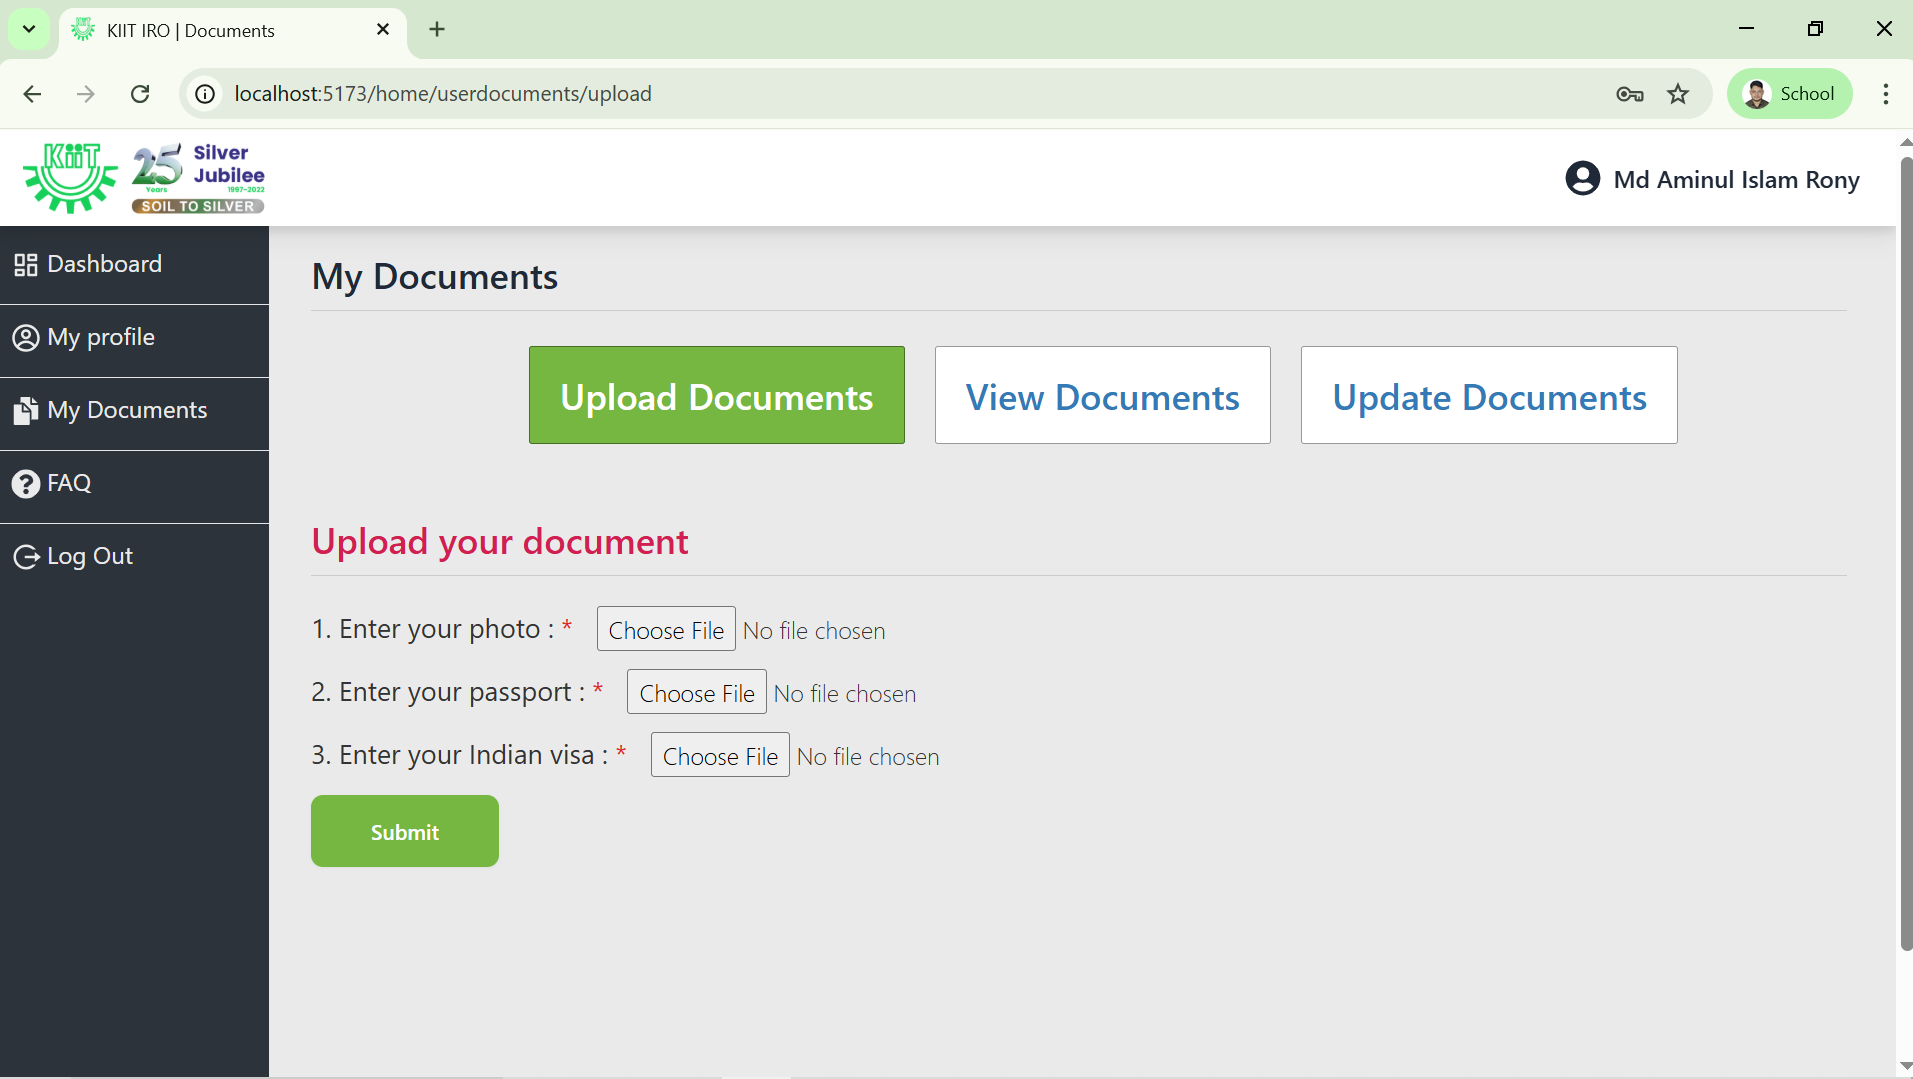 KIIT IRO | Documents
localhost:5173/home/userdocuments/upload
School
KiiT
25 Years
Silver
Jubilee
1997-2022
SOIL TO SILVER
Md Aminul Islam Rony
Dashboard
My profile
My Documents
FAQ
Log Out
My Documents
Upload Documents
View Documents
Update Documents
Upload your document
1. Enter your photo : * Choose File No file chosen
2. Enter your passport : * Choose File No file chosen
3. Enter your Indian visa : * Choose File No file chosen
Submit